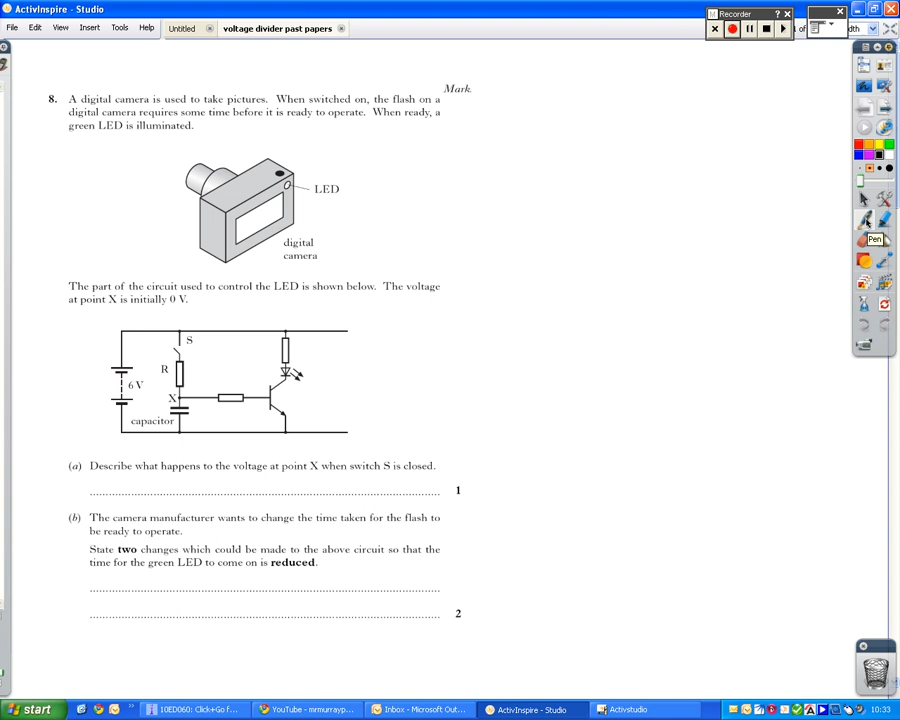 ActivInspire - Studio
File Edit View Insert Tools Help
Untitled
voltage divider past papers
Recorder
1 of
dth
Mark
8. A digital camera is used to take pictures. When switched on, the flash on a
digital camera requires some time before it is ready to operate. When ready, a
green LED is illuminated.
LED
digital
camera
Pen
The part of the circuit used to control the LED is shown below. The voltage
at point X is initially 0 V.
S
R
6 V
X
capacitor
(a) Describe what happens to the voltage at point X when switch S is closed.
1
(b) The camera manufacturer wants to change the time taken for the flash to
be ready to operate.
State two changes which could be made to the above circuit so that the
time for the green LED to come on is reduced.
2
start
10ED060: Click+Go f...
YouTube - mrmurrayp...
Inbox - Microsoft Out...
ActivInspire - Studio
Activstudio
10:33